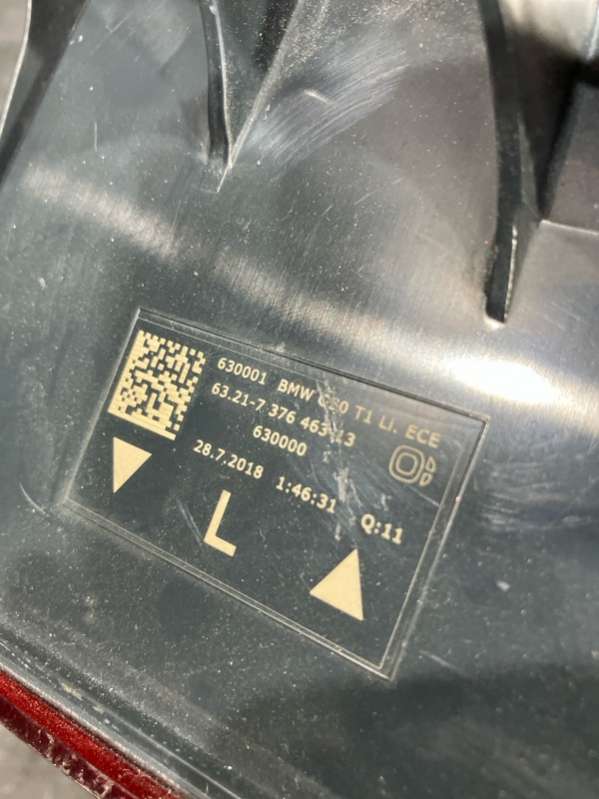 630001 BMW G20 T1 LI. ECE
63.21-7 376 463-13
630000
28.7.2018 1:46:31 Q:11
L